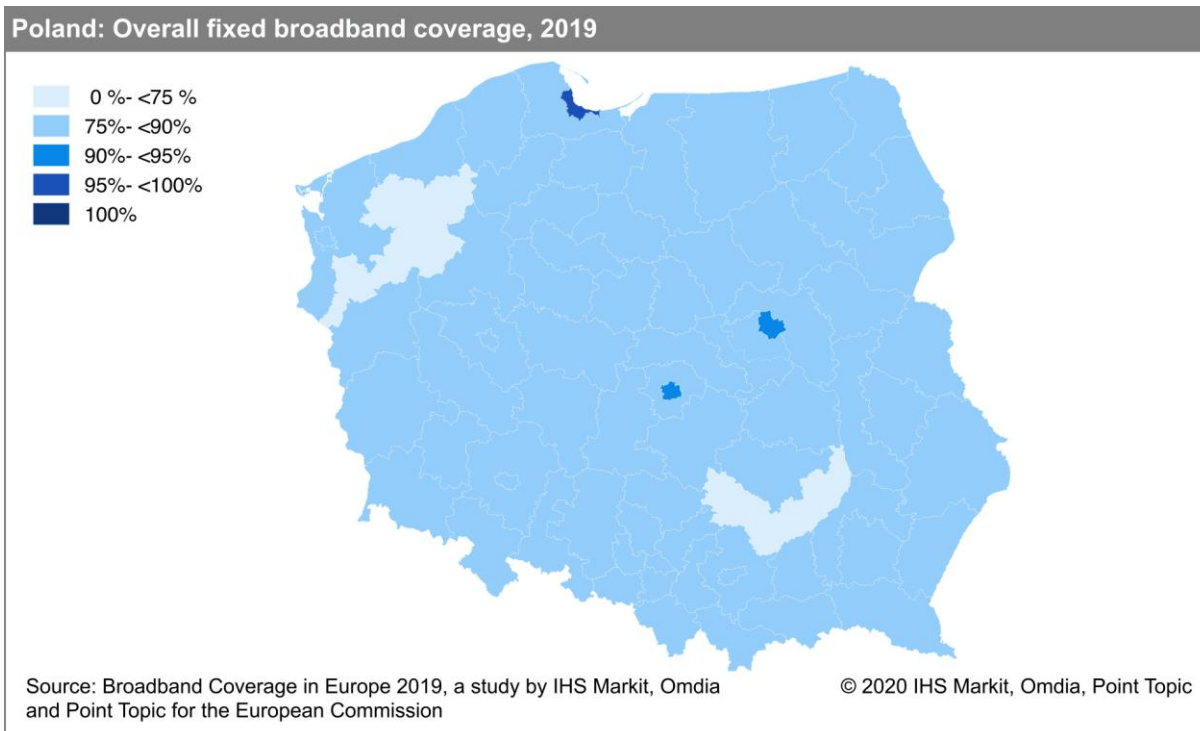 Poland: Overall fixed broadband coverage, 2019
0 %- <75 %
75%- <90%
90%- <95%
95%- <100%
100%
Source: Broadband Coverage in Europe 2019, a study by IHS Markit, Omdia
and Point Topic for the European Commission
© 2020 IHS Markit, Omdia, Point Topic